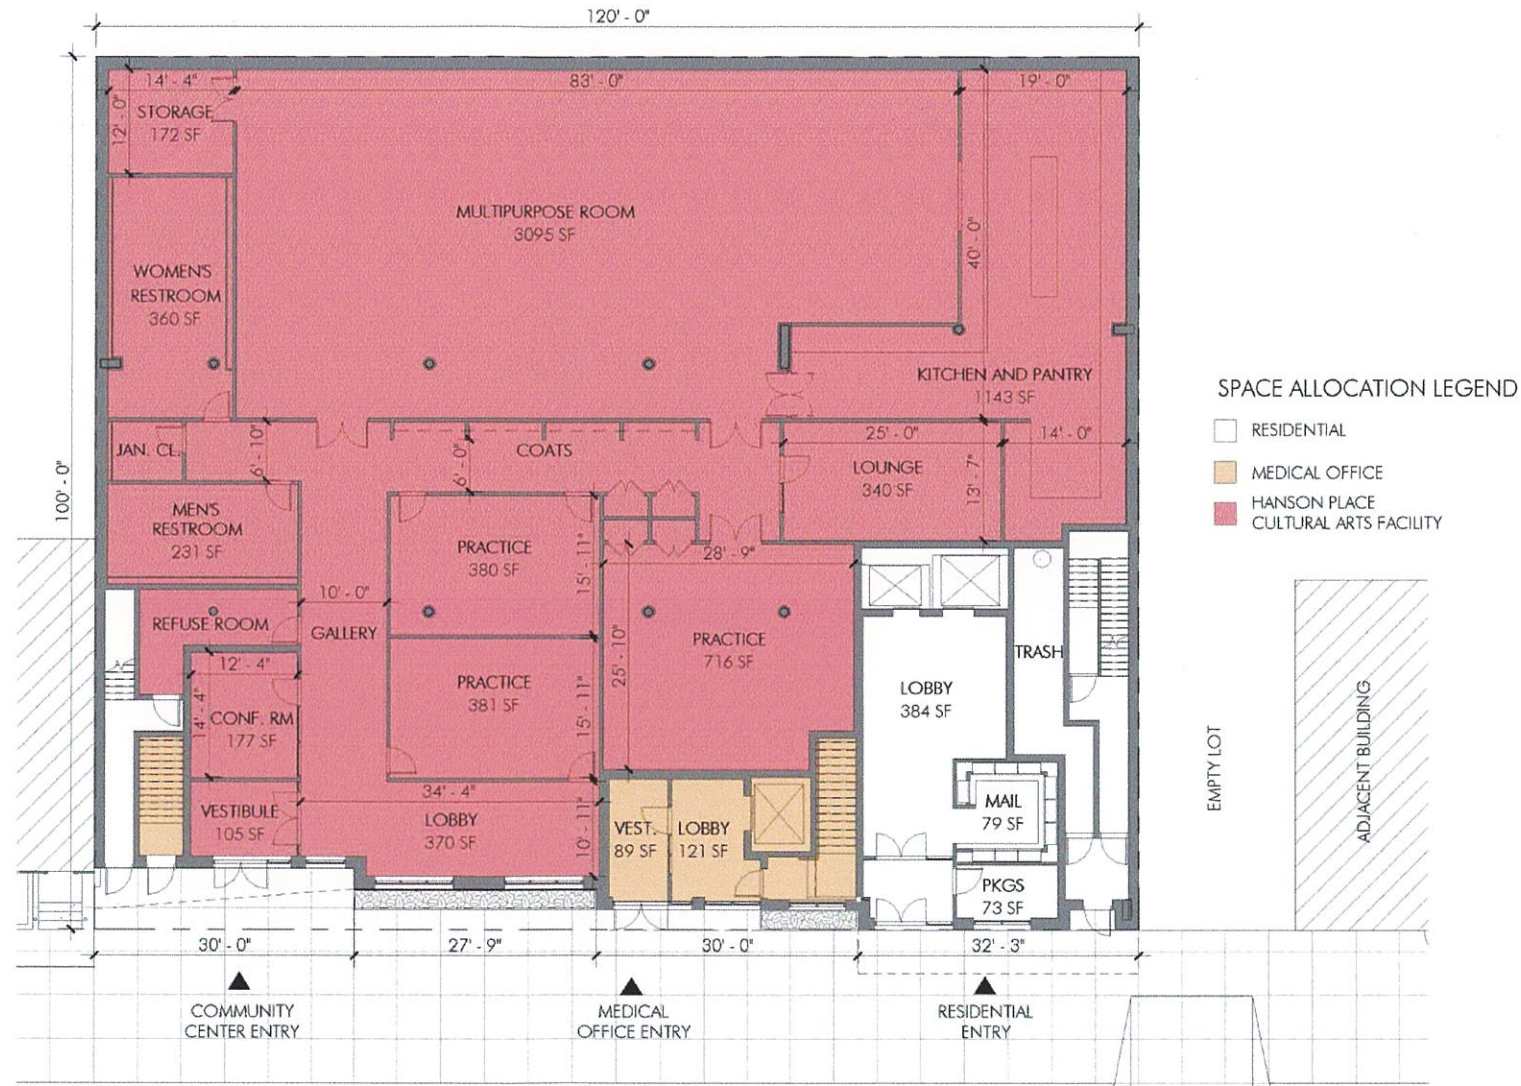 120' - 0"
14' - 4"
83' - 0"
19' - 0"
STORAGE
172 SF
12' - 0"
MULTIPURPOSE ROOM
3095 SF
40' - 0"
WOMEN'S
RESTROOM
360 SF
KITCHEN AND PANTRY
1143 SF
SPACE ALLOCATION LEGEND
RESIDENTIAL
MEDICAL OFFICE
HANSON PLACE
CULTURAL ARTS FACILITY
100' - 0"
JAN. CL.
6' - 10"
6' - 0"
COATS
25' - 0"
14' - 0"
LOUNGE
340 SF
13' - 7"
MEN'S
RESTROOM
231 SF
PRACTICE
380 SF
15' - 11"
28' - 9"
10' - 0"
GALLERY
REFUSE ROOM
25' - 10"
PRACTICE
716 SF
TRASH
12' - 4"
14' - 4"
CONF. RM
177 SF
PRACTICE
381 SF
15' - 11"
LOBBY
384 SF
EMPTY LOT
ADJACENT BUILDING
34' - 4"
VESTIBULE
105 SF
LOBBY
370 SF
10' - 11"
VEST.
89 SF
LOBBY
121 SF
MAIL
79 SF
PKGS
73 SF
30' - 0"
27' - 9"
30' - 0"
32' - 3"
COMMUNITY
CENTER ENTRY
MEDICAL
OFFICE ENTRY
RESIDENTIAL
ENTRY